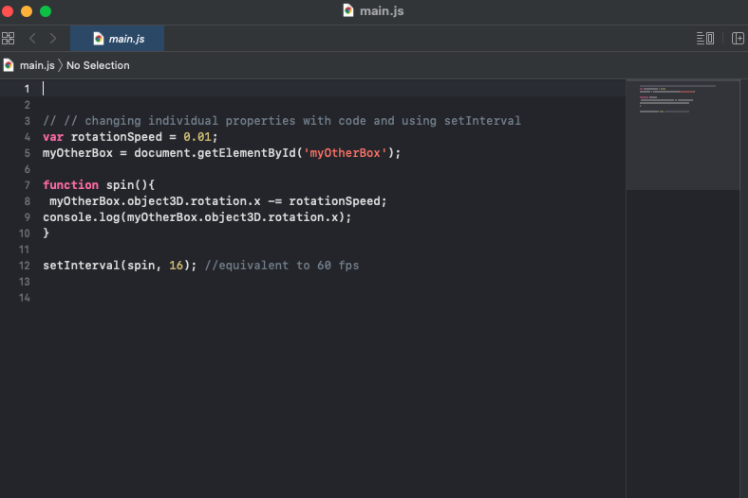 main.js
main.js
main.js 〉No Selection
1
2
3 // // changing individual properties with code and using setInterval
4 var rotationSpeed = 0.01;
5 myOtherBox = document.getElementById('myOtherBox');
6
7 function spin(){
8  myOtherBox.object3D.rotation.x -= rotationSpeed;
9 console.log(myOtherBox.object3D.rotation.x);
10 }
11
12 setInterval(spin, 16); //equivalent to 60 fps
13
14